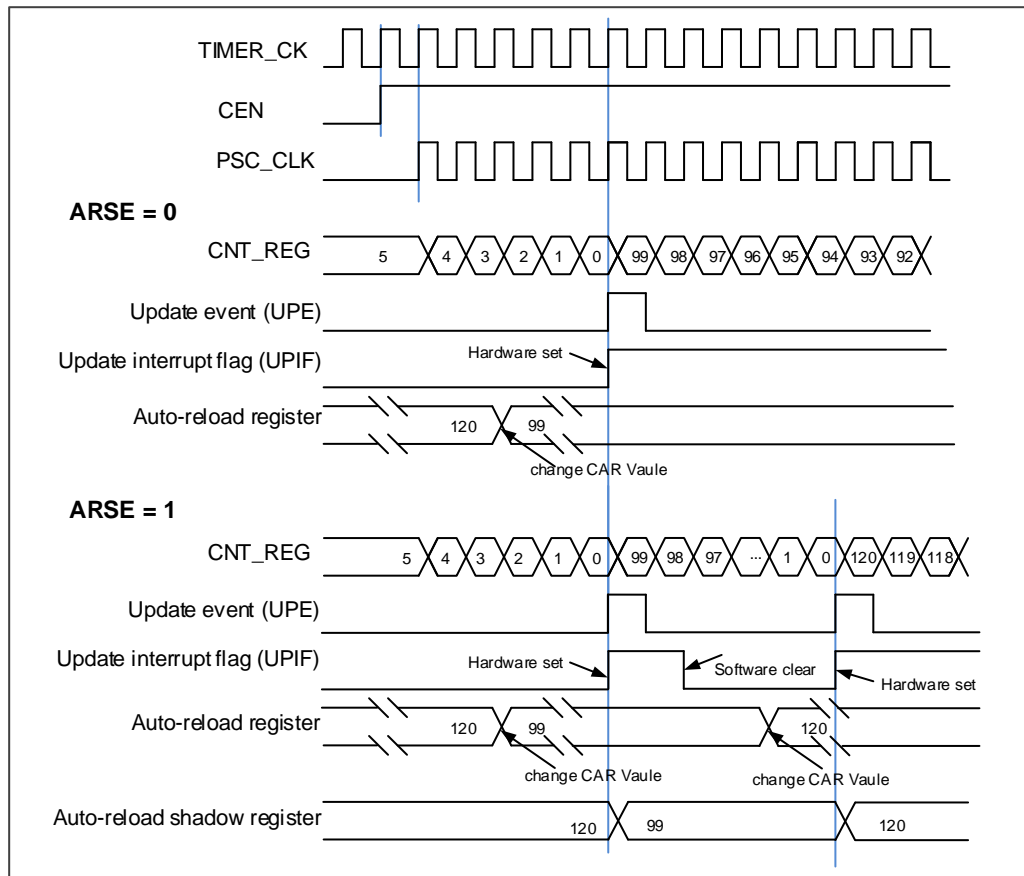 TIMER_CK
CEN
PSC_CLK
ARSE = 0
CNT_REG 5 4 3 2 1 0 99 98 97 96 95 94 93 92
Update event (UPE)
Update interrupt flag (UPIF) Hardware set
Auto-reload register 120 99
change CAR Vaule
ARSE = 1
CNT_REG 5 4 3 2 1 0 99 98 97 ... 1 0 120 119 118
Update event (UPE)
Update interrupt flag (UPIF) Hardware set Software clear Hardware set
Auto-reload register 120 99 120
change CAR Vaule change CAR Vaule
Auto-reload shadow register 120 99 120